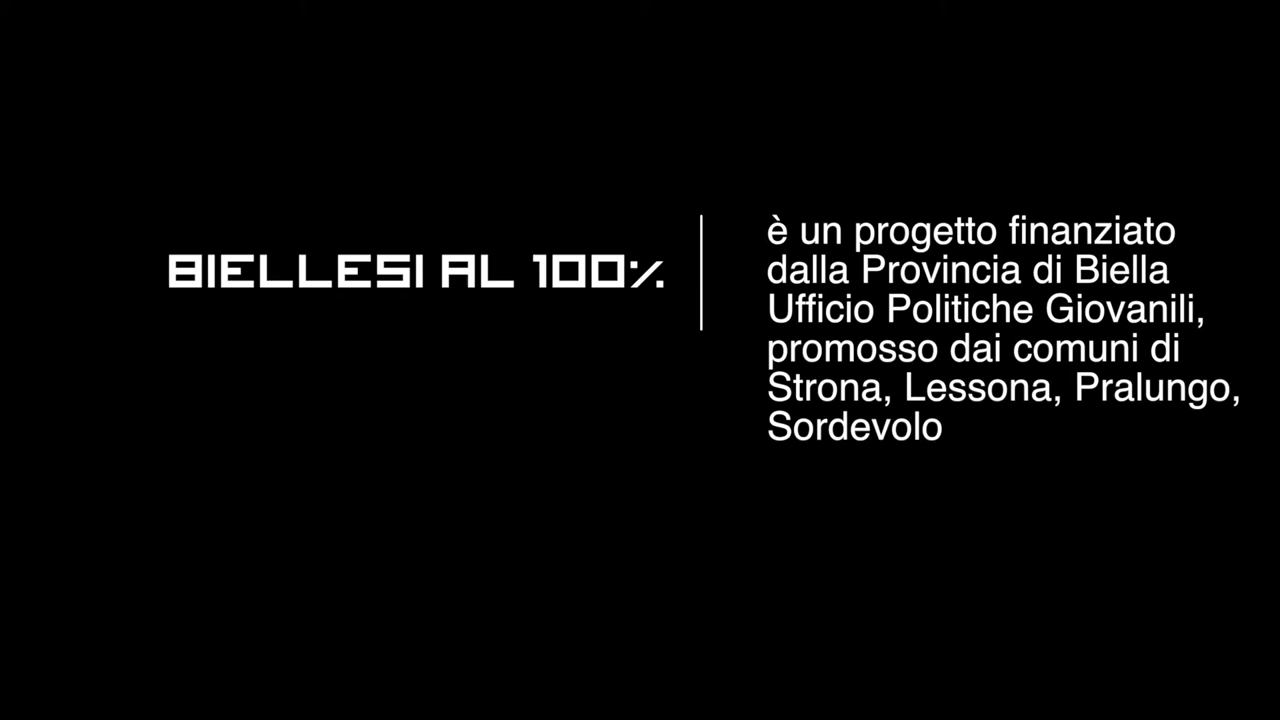 BIELLESI AL 100%
è un progetto finanziato
dalla Provincia di Biella
Ufficio Politiche Giovanili,
promosso dai comuni di
Strona, Lessona, Pralungo,
Sordevolo